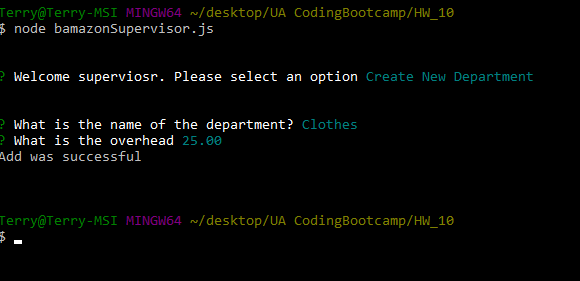 Terry@Terry-MSI MINGW64 ~/desktop/UA CodingBootcamp/HW_10
$ node bamazonSupervisor.js
? Welcome superviosr. Please select an option Create New Department
? What is the name of the department? Clothes
? What is the overhead 25.00
Add was successful
Terry@Terry-MSI MINGW64 ~/desktop/UA CodingBootcamp/HW_10
$